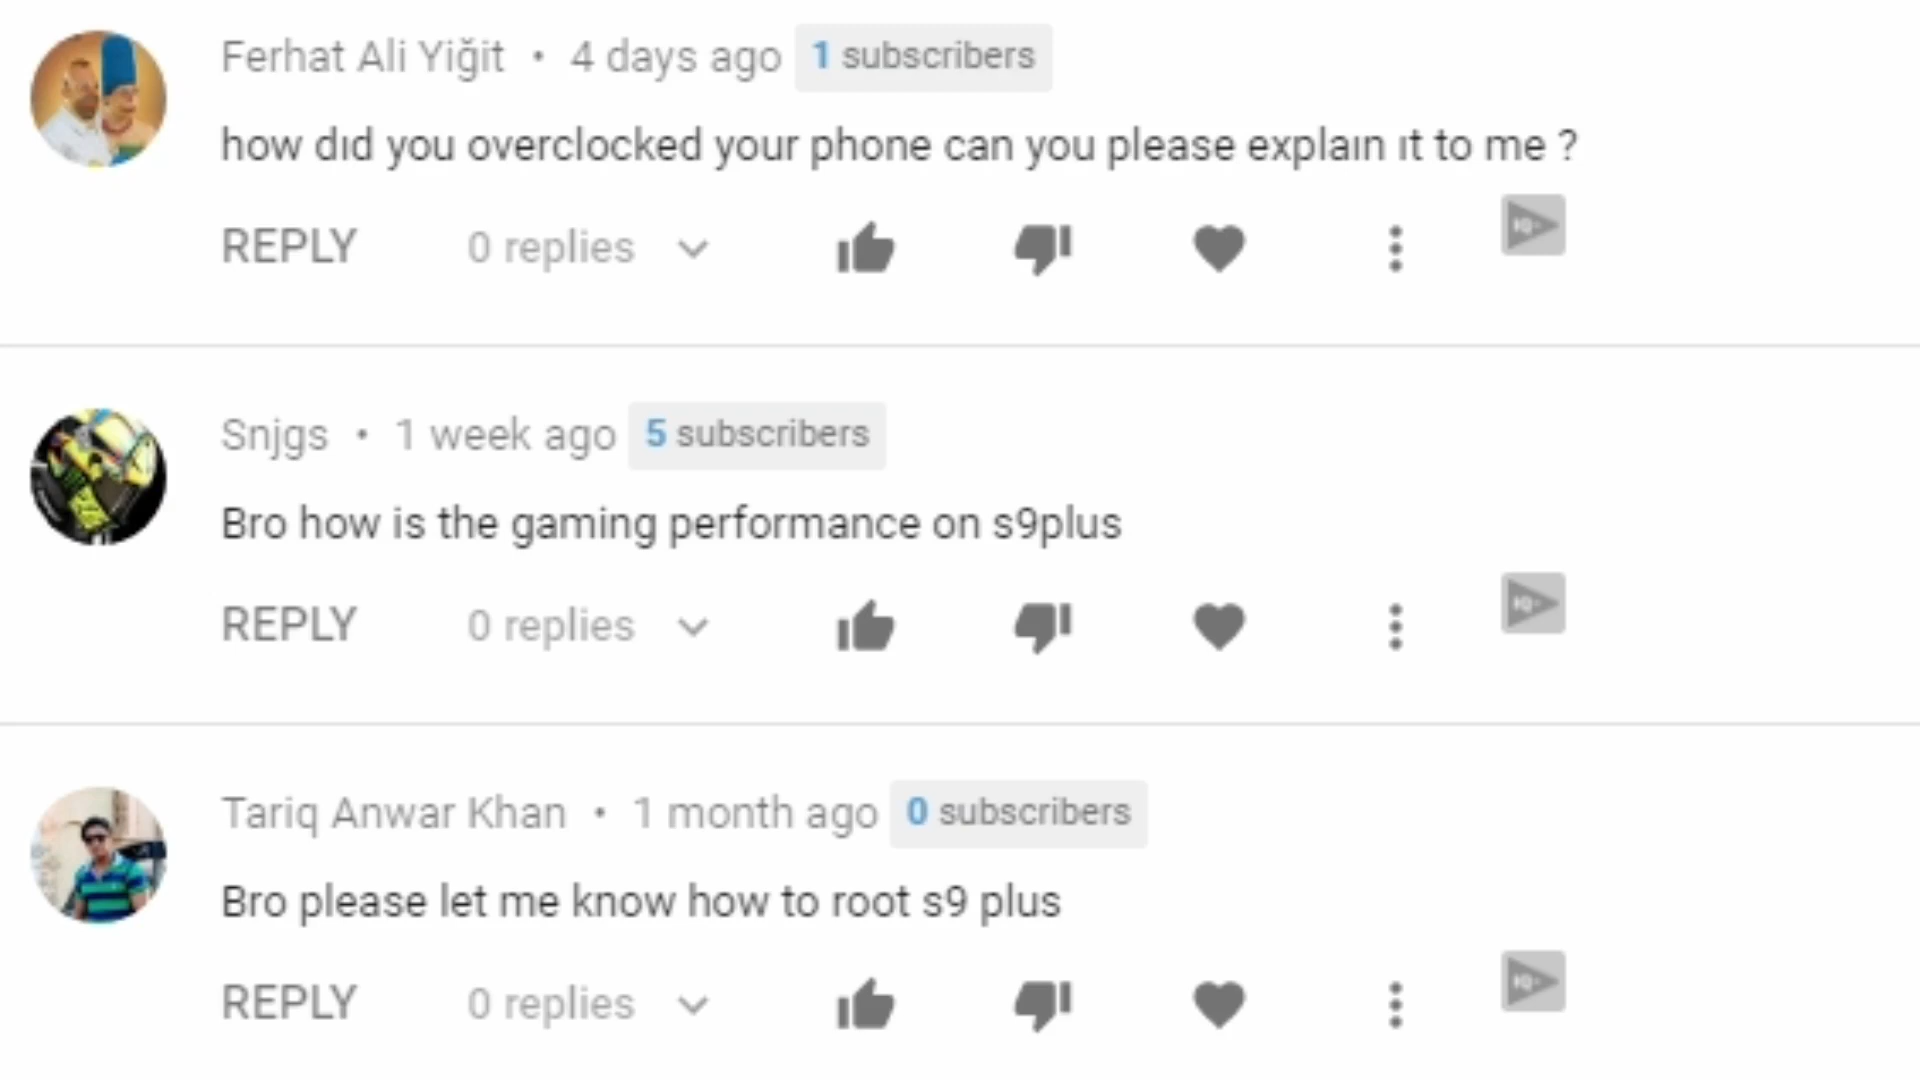 Ferhat Ali Yiğit • 4 days ago 1 subscribers
how dıd you overclocked your phone can you please explaın ıt to me ?
REPLY 0 replies
Snjgs • 1 week ago 5 subscribers
Bro how is the gaming performance on s9plus
REPLY 0 replies
Tariq Anwar Khan • 1 month ago 0 subscribers
Bro please let me know how to root s9 plus
REPLY 0 replies